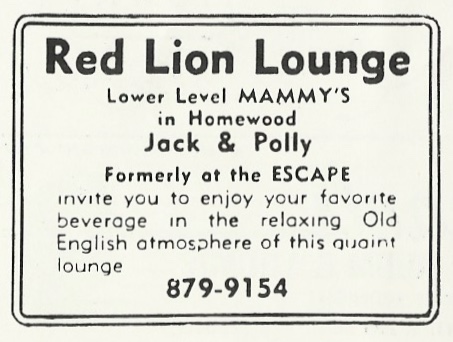 Red Lion Lounge
Lower Level MAMMY'S
in Homewood
Jack & Polly
Formerly at the ESCAPE
invite you to enjoy your favorite
beverage in the relaxing Old
English atmosphere of this quaint
lounge
879-9154